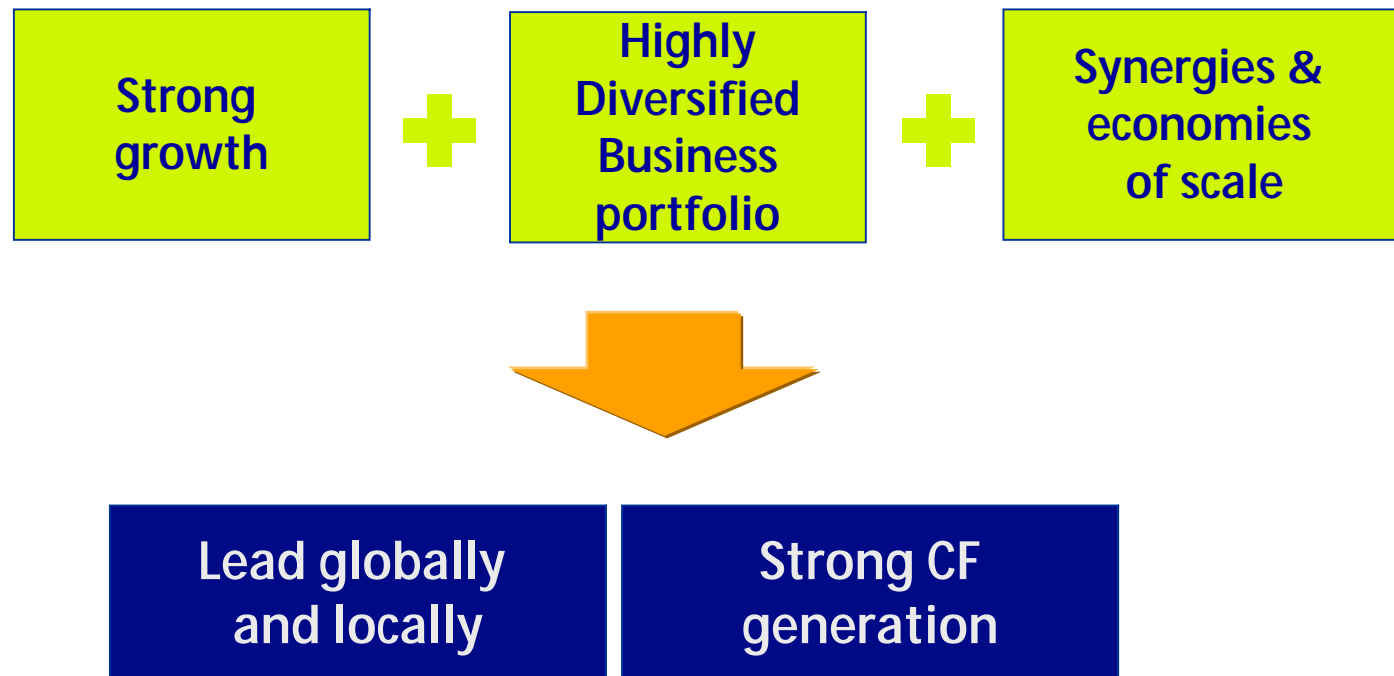 Strong
growth
Highly
Diversified
Business
portfolio
Synergies &
economies
of scale
Lead globally
and locally
Strong CF
generation